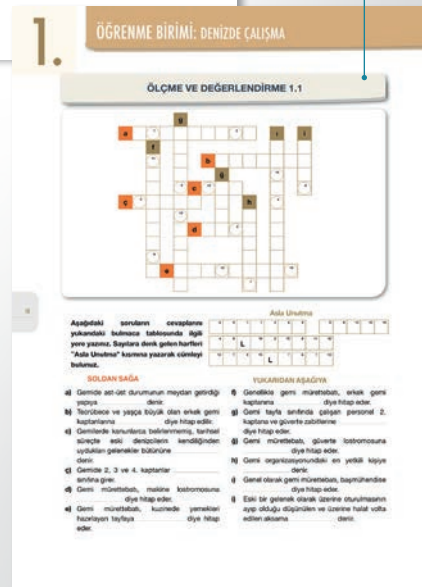 1.
ÖĞRENME BİRİMİ: DENİZDE ÇALIŞMA
ÖLÇME VE DEĞERLENDİRME 1.1
g
a
ı
i
f
b
ğ
c
ç
h
d
e
Asla Unutma
L
L
Aşağıdaki soruların cevaplarını
yukarıdaki bulmaca tablosunda ilgili
yere yazınız. Sayılara denk gelen harfleri
"Asla Unutma" kısmına yazarak cümleyi
bulunuz.
SOLDAN SAĞA
a) Gemide ast-üst durumunun meydan getirdiği
yapıya denir.
b) Tecrübece ve yaşça büyük olan erkek gemi
kaptanlarına diye hitap edilir.
c) Gemilerde kanunlarca belirlenmemiş, tarihsel
süreçte eski denizcilerin kendiliğinden
uydukları gelenekler bütününe
denir.
ç) Gemide 2, 3 ve 4. kaptanlar
sınıfına girer.
d) Gemi mürettebatı, makine lostromosuna
diye hitap eder.
e) Gemi mürettebatı, kuzinede yemekleri
hazırlayan tayfaya diye hitap
eder.
YUKARIDAN AŞAĞIYA
f) Genellikle gemi mürettebatı, erkek gemi
kaptanına diye hitap eder.
g) Gemi tayfa sınıfında çalışan personel 2.
kaptana ve güverte zabitlerine
diye hitap eder.
ğ) Gemi mürettebatı, güverte lostromosuna
diye hitap eder.
h) Gemi organizasyonundaki en yetkili kişiye
denir.
ı) Genel olarak gemi mürettebatı, başmühendise
diye hitap eder.
i) Eski bir gelenek olarak üzerine oturulmasının
ayıp olduğu düşünülen ve üzerine halat volta
edilen aksama denir.